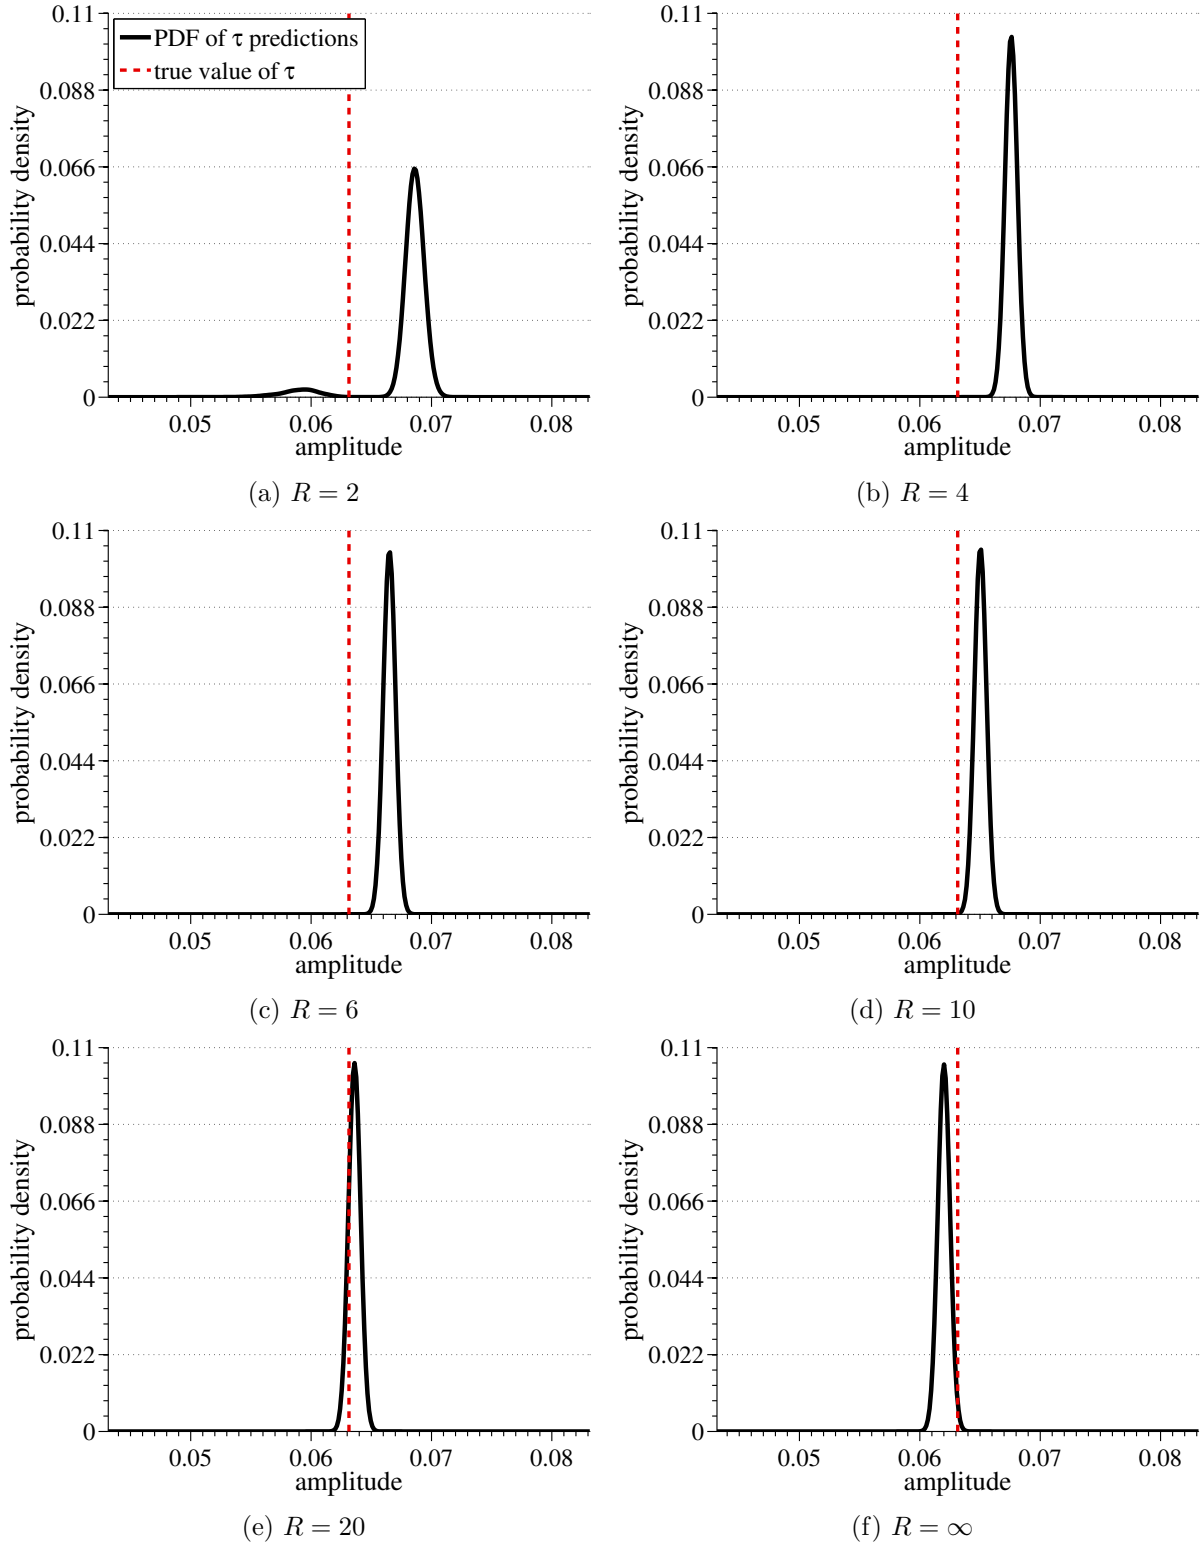 0.11
0.088
0.066
0.044
0.022
0
probability density
PDF of τ predictions
true value of τ
0.05 0.06 0.07 0.08
amplitude
(a) R = 2
0.11
0.088
0.066
0.044
0.022
0
probability density
0.05 0.06 0.07 0.08
amplitude
(b) R = 4
0.11
0.088
0.066
0.044
0.022
0
probability density
0.05 0.06 0.07 0.08
amplitude
(c) R = 6
0.11
0.088
0.066
0.044
0.022
0
probability density
0.05 0.06 0.07 0.08
amplitude
(d) R = 10
0.11
0.088
0.066
0.044
0.022
0
probability density
0.05 0.06 0.07 0.08
amplitude
(e) R = 20
0.11
0.088
0.066
0.044
0.022
0
probability density
0.05 0.06 0.07 0.08
amplitude
(f) R = ∞